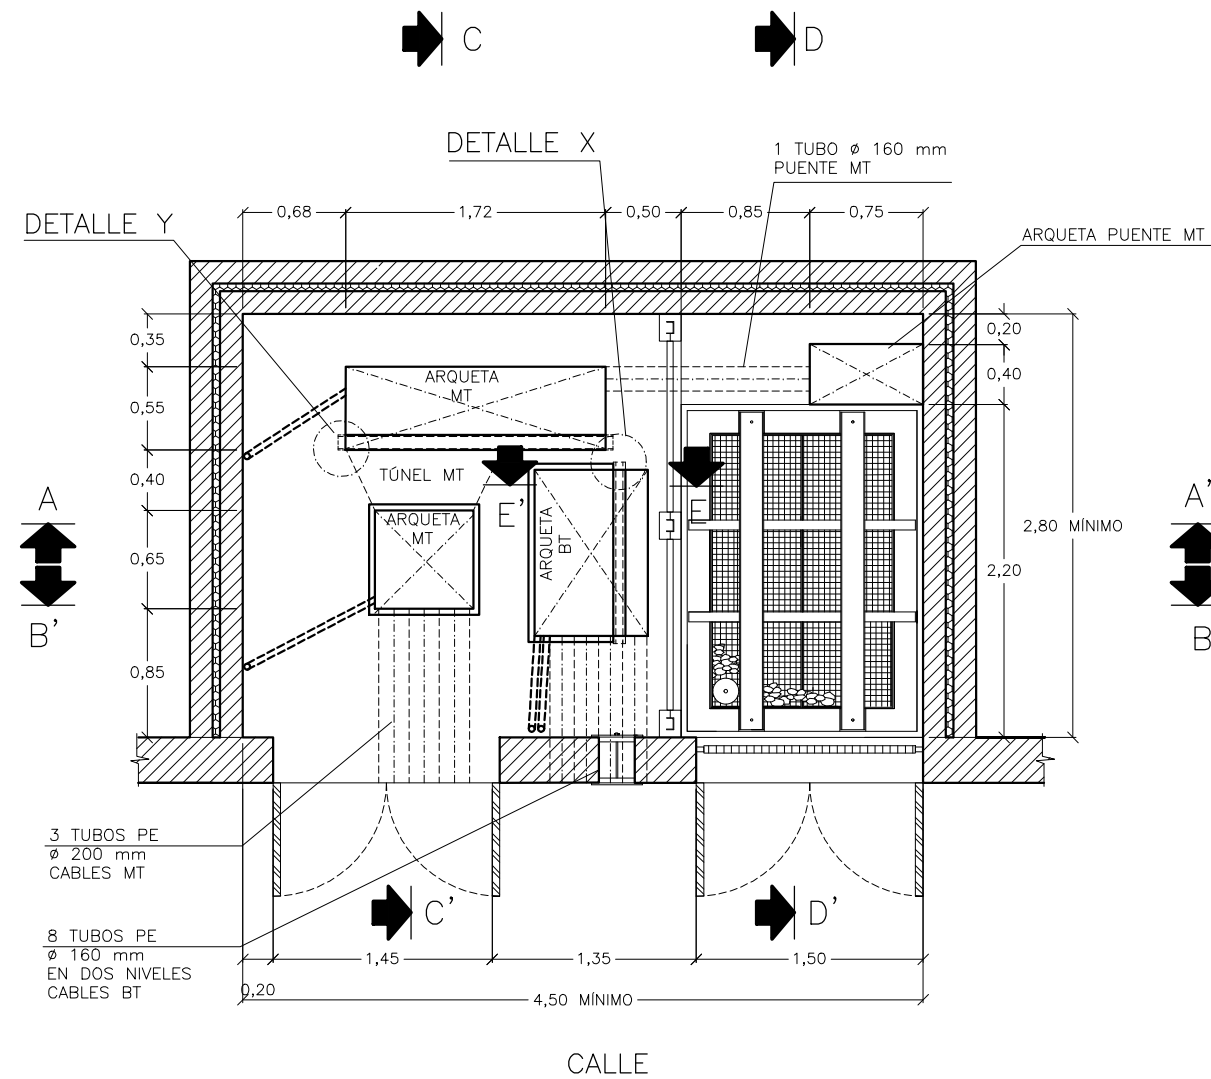 C
D
DETALLE X
1 TUBO ø 160 mm
PUENTE MT
DETALLE Y
0,68
1,72
0,50
0,85
0,75
ARQUETA PUENTE MT
0,35
0,20
ARQUETA
MT
0,40
0,55
TÚNEL MT
0,40
E'
E
A
A'
ARQUETA
MT
ARQUETA
BT
2,80 MÍNIMO
0,65
2,20
B'
B
0,85
3 TUBOS PE
ø 200 mm
CABLES MT
C'
D'
8 TUBOS PE
ø 160 mm
EN DOS NIVELES
CABLES BT
1,45
1,35
1,50
0,20
4,50 MÍNIMO
CALLE